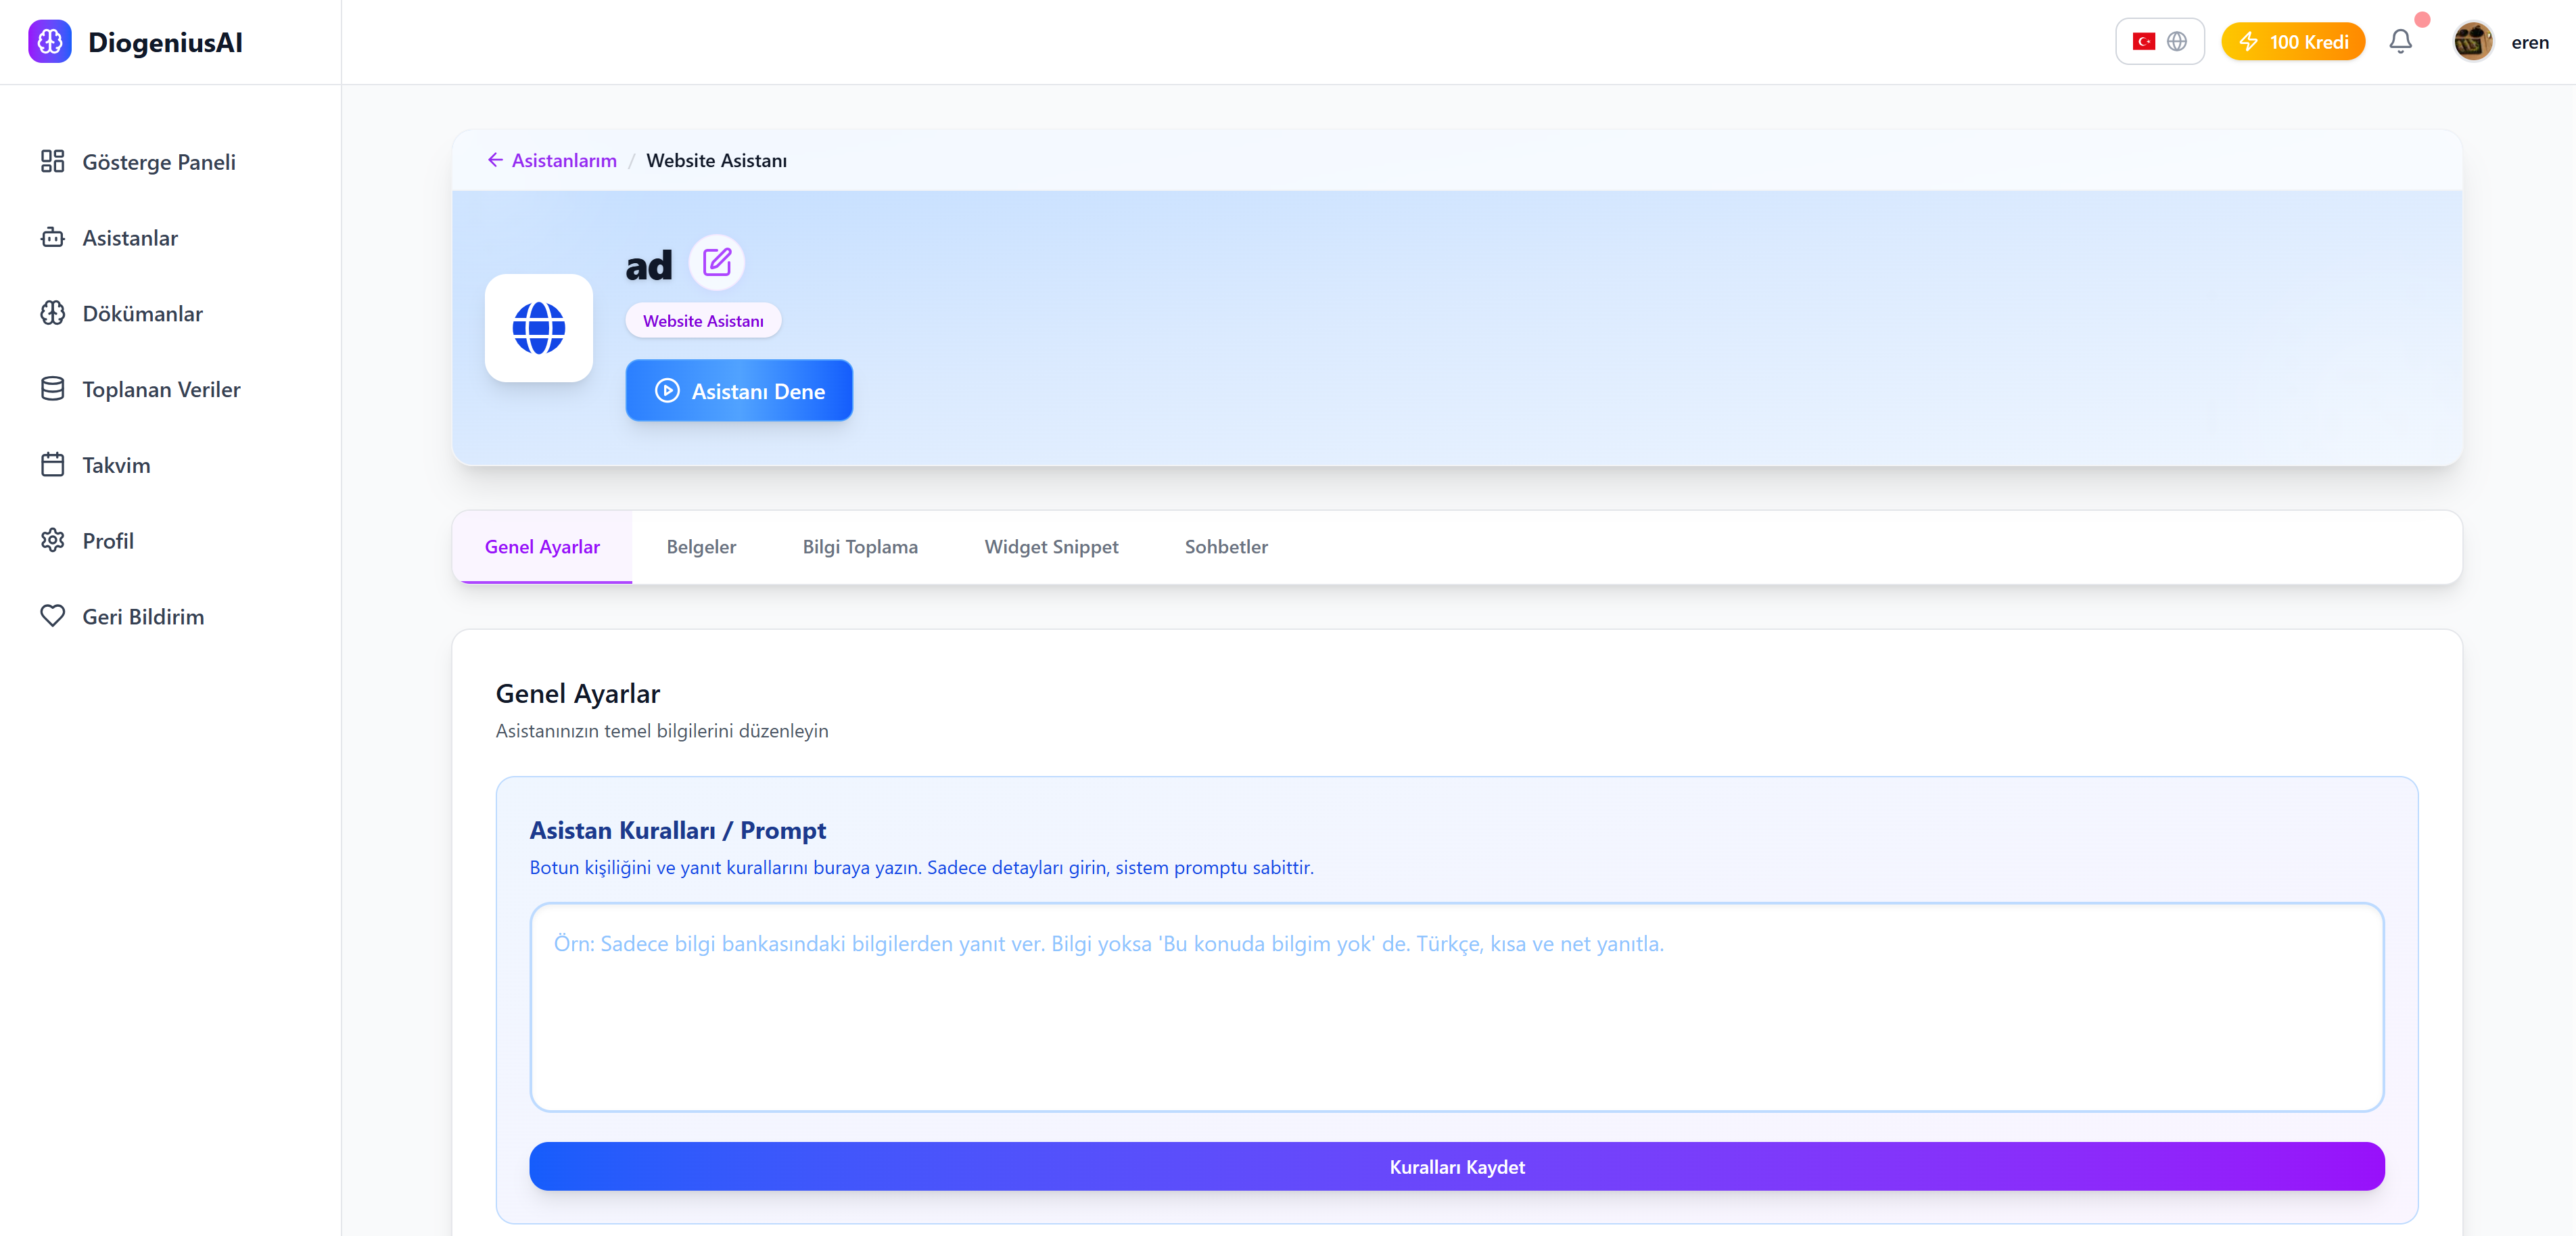 DiogeniusAI
100 Kredi
eren
Gösterge Paneli
Asistanlar
Dökümanlar
Toplanan Veriler
Takvim
Profil
Geri Bildirim
← Asistanlarım / Website Asistanı
ad
Website Asistanı
Asistanı Dene
Genel Ayarlar Belgeler Bilgi Toplama Widget Snippet Sohbetler
Genel Ayarlar
Asistanınızın temel bilgilerini düzenleyin
Asistan Kuralları / Prompt
Botun kişiliğini ve yanıt kurallarını buraya yazın. Sadece detayları girin, sistem promptu sabittir.
Örn: Sadece bilgi bankasındaki bilgilerden yanıt ver. Bilgi yoksa 'Bu konuda bilgim yok' de. Türkçe, kısa ve net yanıtla.
Kuralları Kaydet